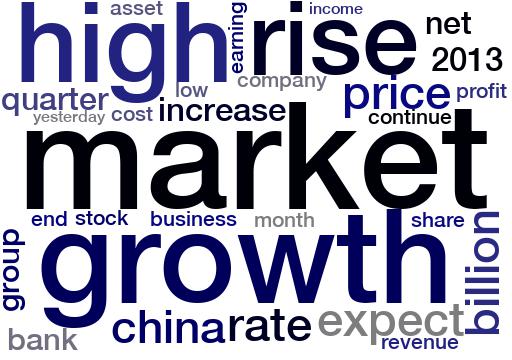 asset
income
high
earning
rise
net
2013
quarter
low
company
price
profit
yesterday
cost
increase
continue
market
end
stock
business
month
share
group
growth
billion
bank
china
rate
expect
revenue